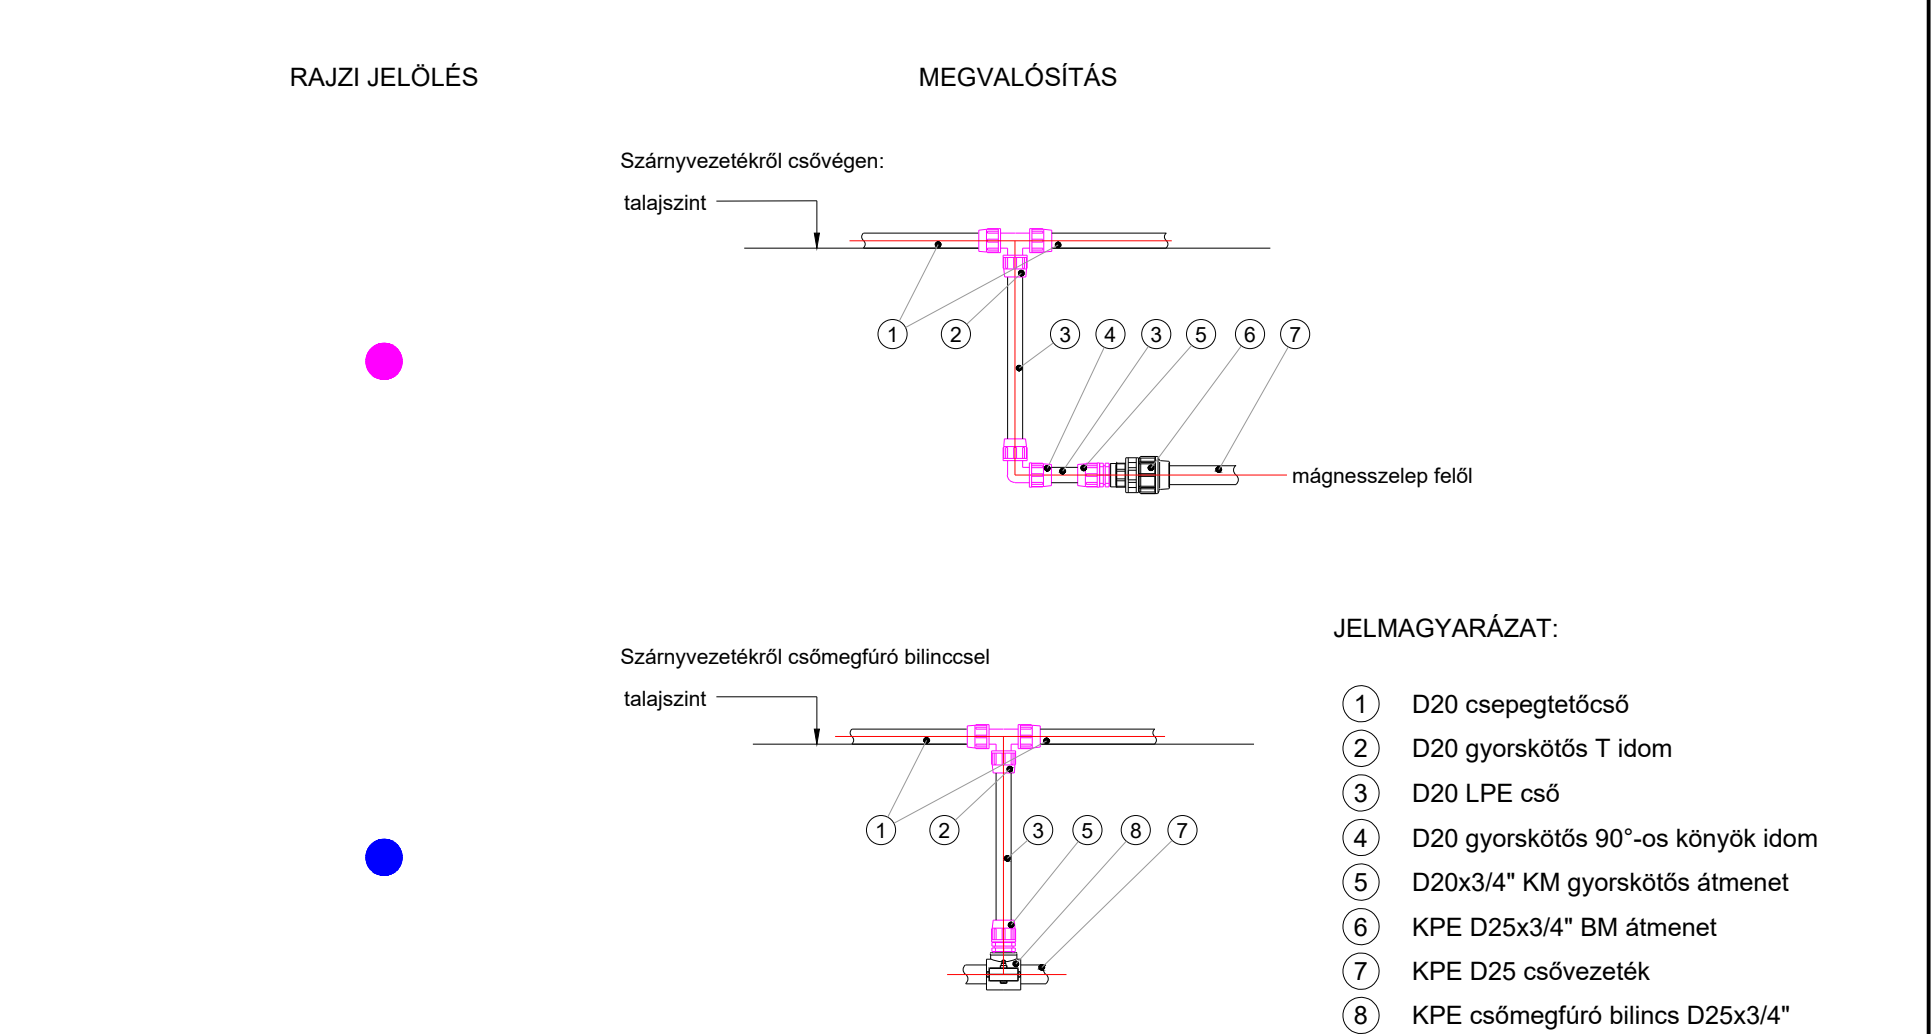 RAJZI JELÖLÉS
MEGVALÓSÍTÁS
Szárnyvezetékről csővégen:
talajszint
1 2 3 4 3 5 6 7
mágnesszelep felől
Szárnyvezetékről csőmegfúró bilinccsel
talajszint
1 2 3 5 8 7
JELMAGYARÁZAT:
1 D20 csepegtetőcső
2 D20 gyorskötős T idom
3 D20 LPE cső
4 D20 gyorskötős 90°-os könyök idom
5 D20x3/4" KM gyorskötős átmenet
6 KPE D25x3/4" BM átmenet
7 KPE D25 csővezeték
8 KPE csőmegfúró bilincs D25x3/4"